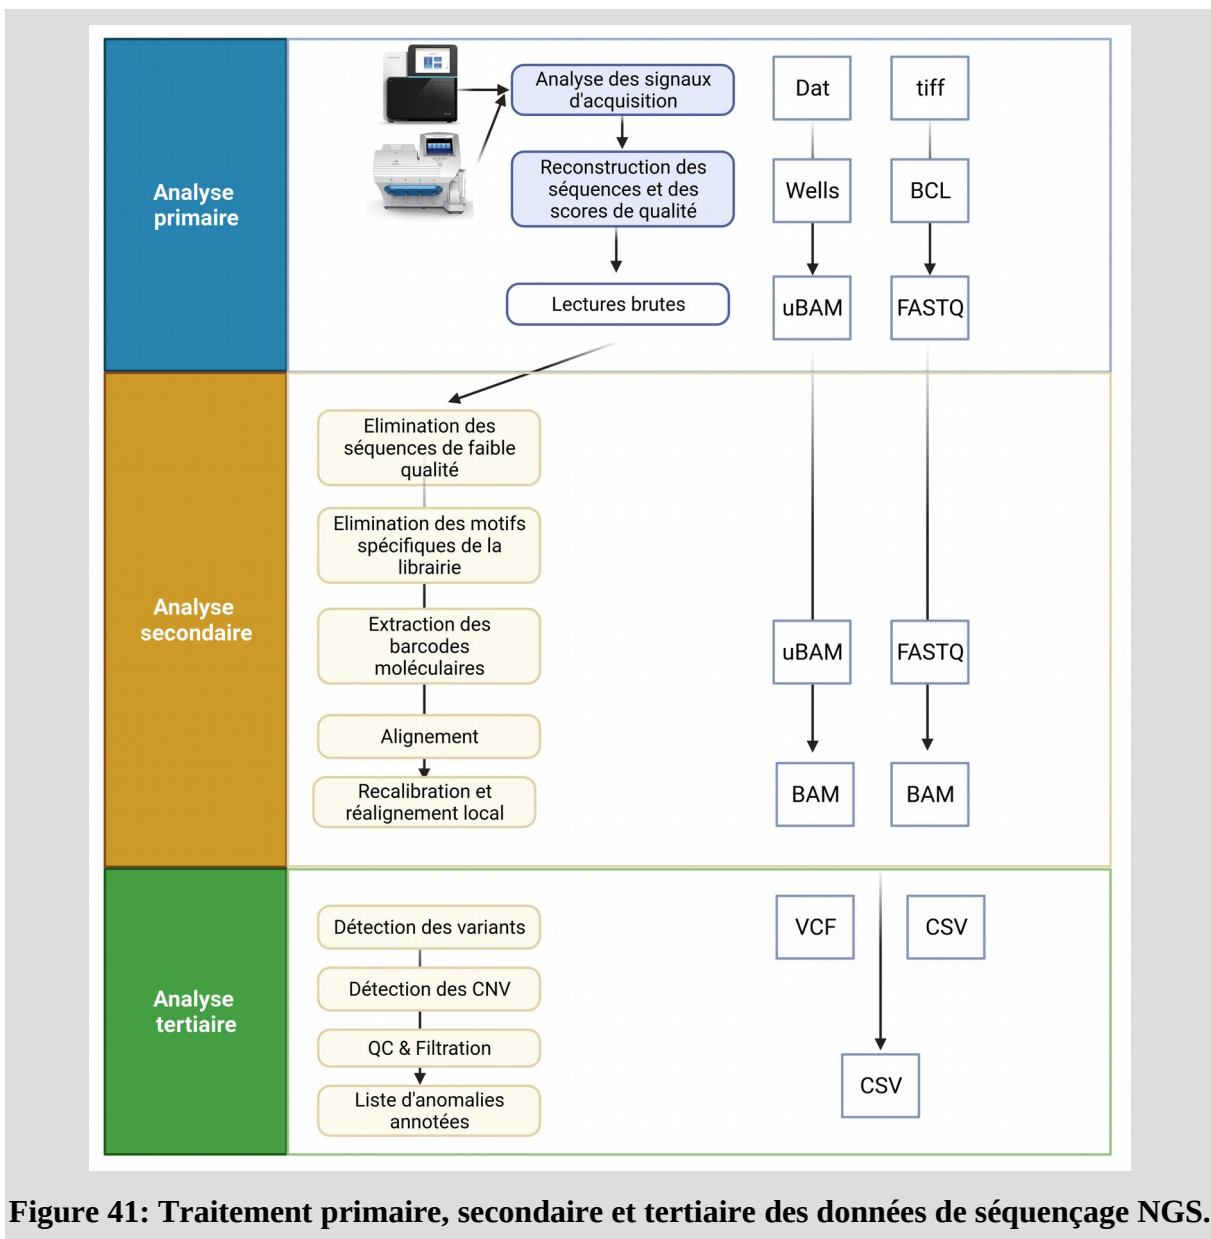 Analyse
primaire
Analyse des signaux
d'acquisition
Reconstruction des
séquences et des
scores de qualité
Lectures brutes
Dat
tiff
Wells
BCL
uBAM
FASTQ
Analyse
secondaire
Elimination des
séquences de faible
qualité
Elimination des motifs
spécifiques de la
librairie
Extraction des
barcodes
moléculaires
Alignement
Recalibration et
réalignement local
uBAM
FASTQ
BAM
BAM
Analyse
tertiaire
Détection des variants
Détection des CNV
QC & Filtration
Liste d'anomalies
annotées
VCF
CSV
CSV
Figure 41: Traitement primaire, secondaire et tertiaire des données de séquençage NGS.